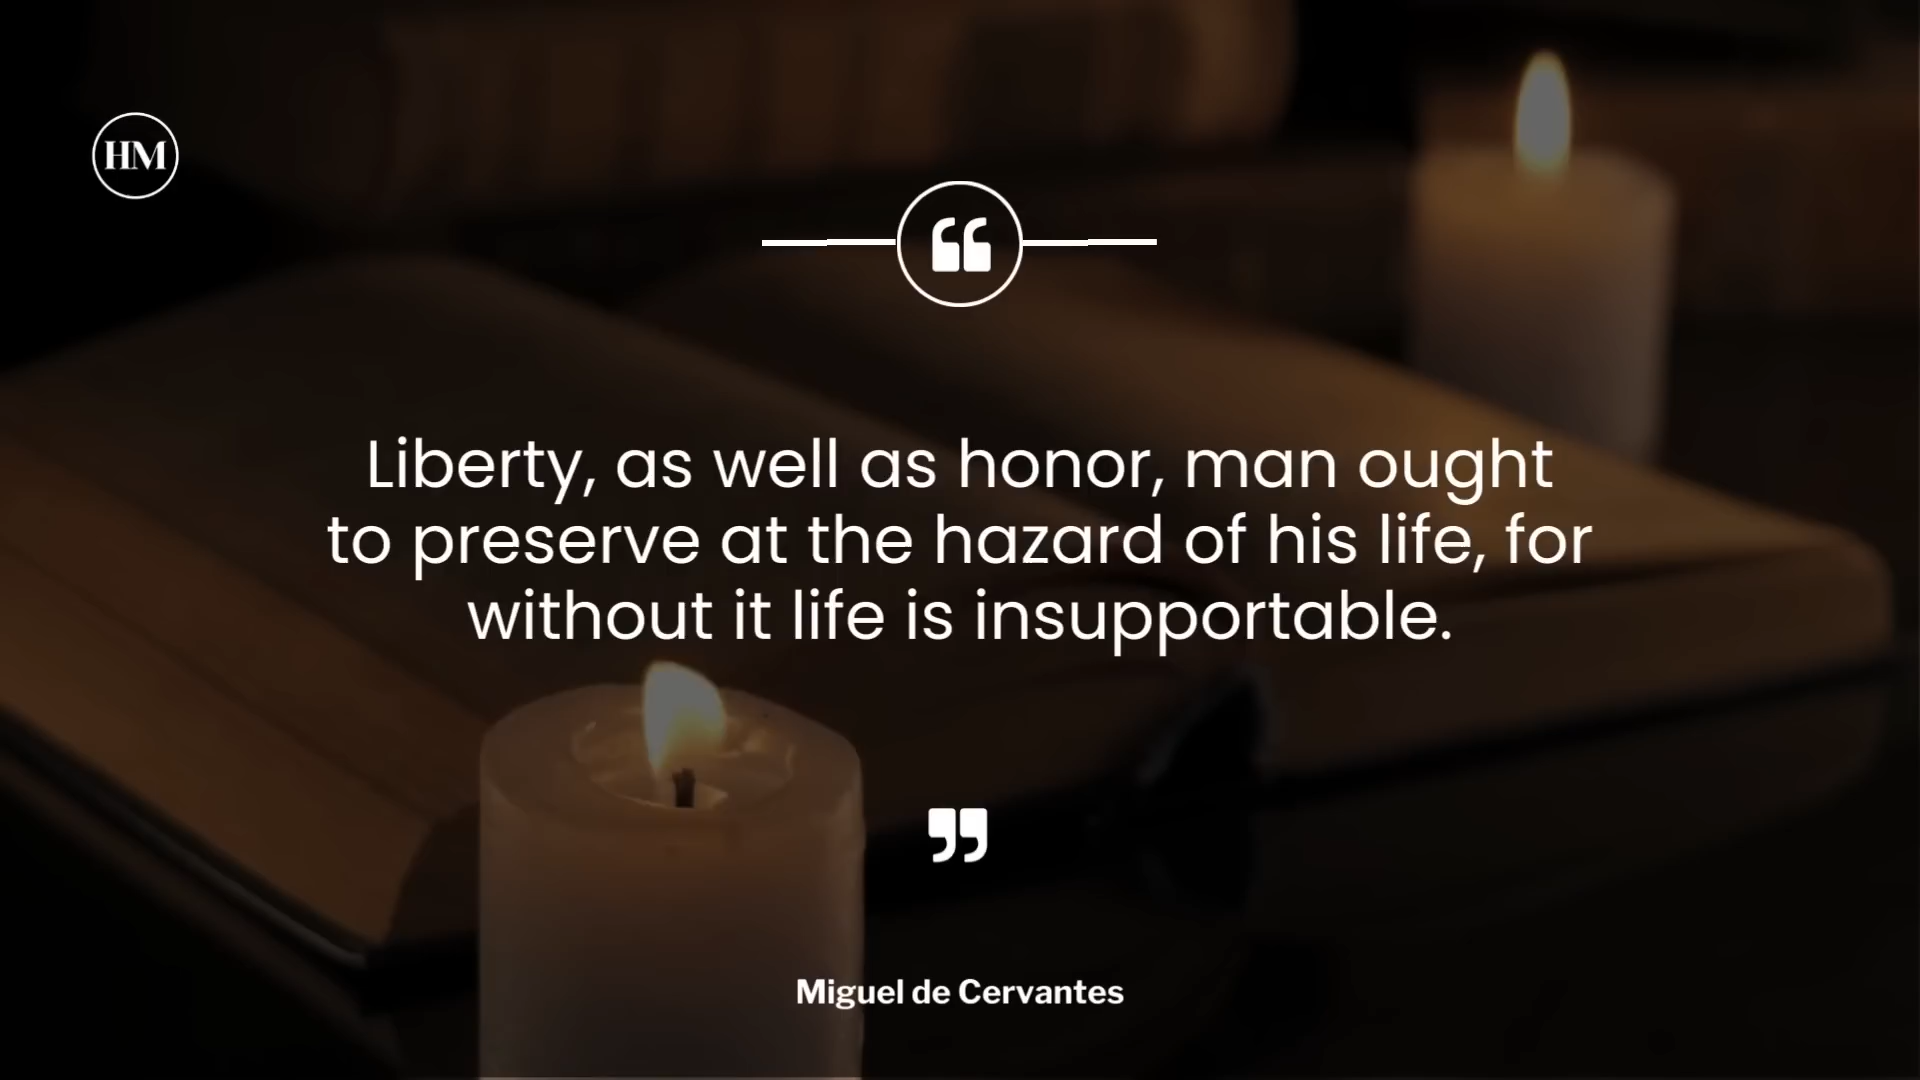 HM
“
Liberty, as well as honor, man ought
to preserve at the hazard of his life, for
without it life is insupportable.
”
Miguel de Cervantes